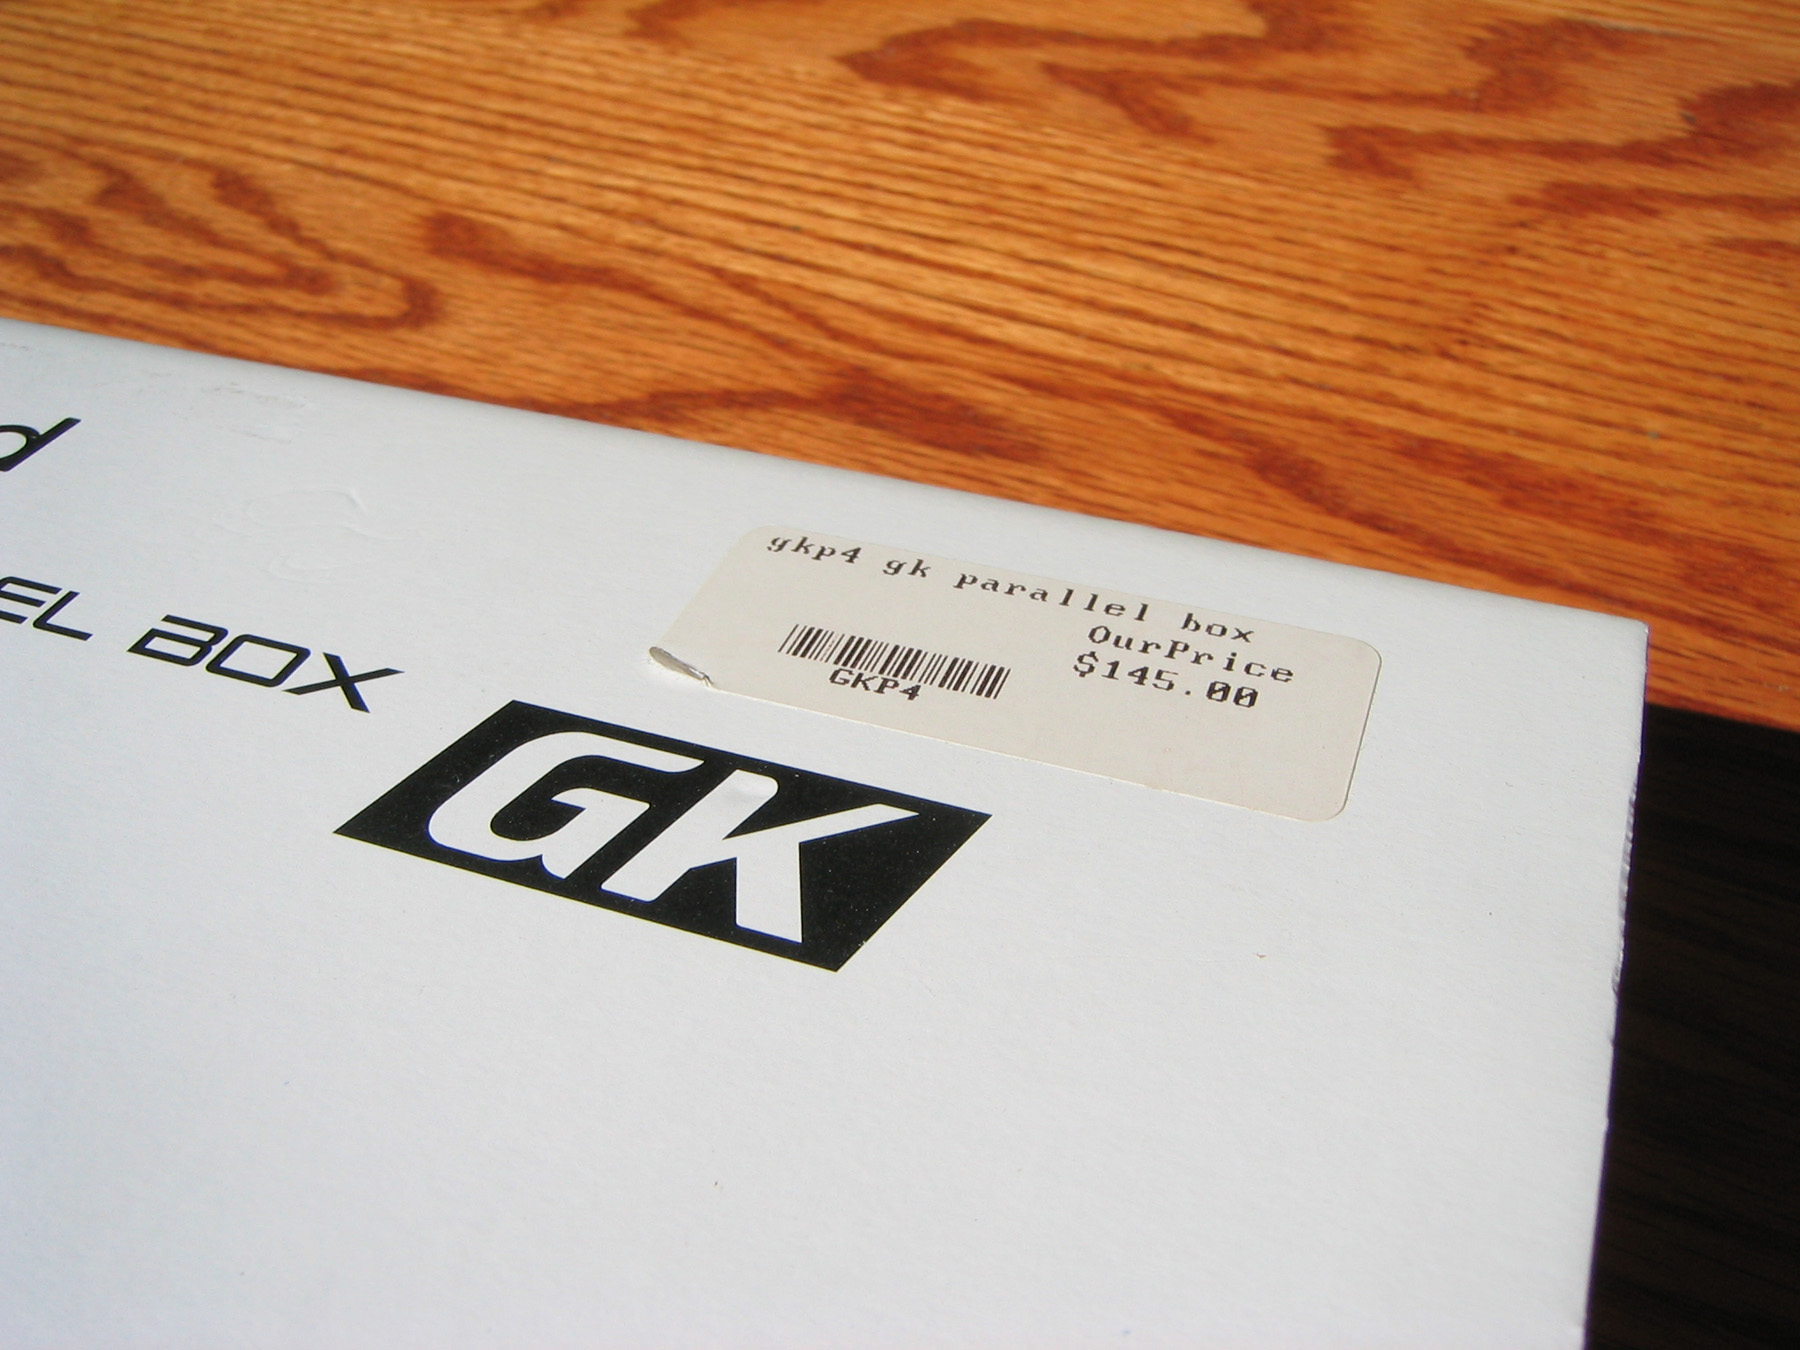 d
EL BOX
GK
gkp4 gk parallel box
OurPrice
$145.00
GKP4